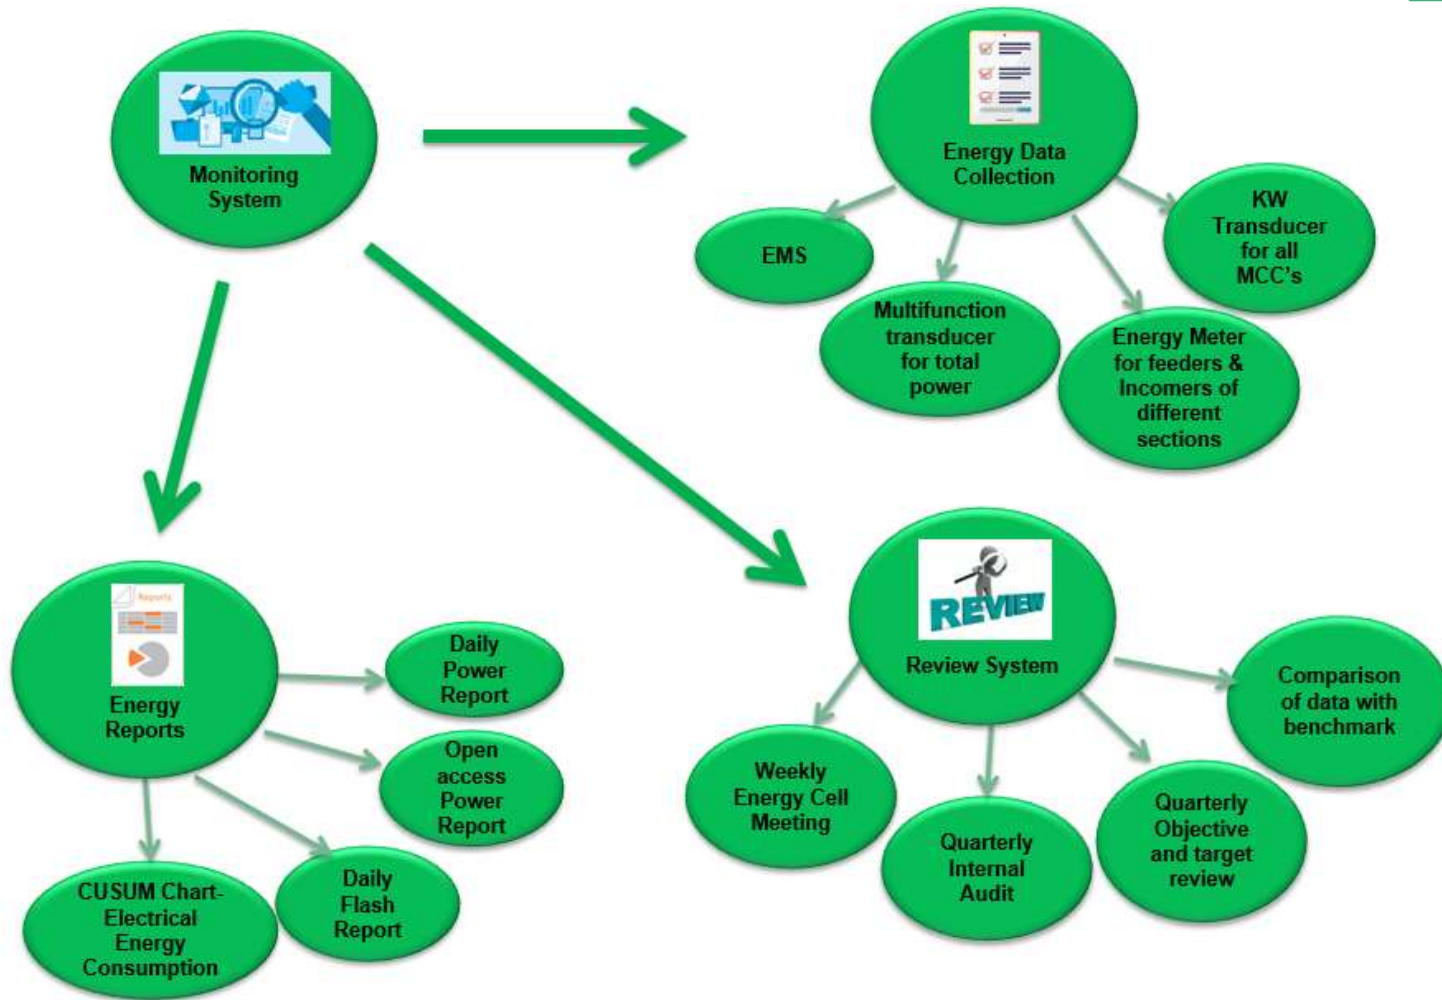 Monitoring
System
Energy Data
Collection
EMS
Multifunction
transducer
for total
power
Energy Meter
for feeders &
Incomers of
different
sections
KW
Transducer
for all
MCC's
Reports
Energy
Reports
Daily
Power
Report
Open
access
Power
Report
Daily
Flash
Report
CUSUM Chart-
Electrical
Energy
Consumption
REVIEW
Review System
Weekly
Energy Cell
Meeting
Quarterly
Internal
Audit
Quarterly
Objective
and target
review
Comparison
of data with
benchmark